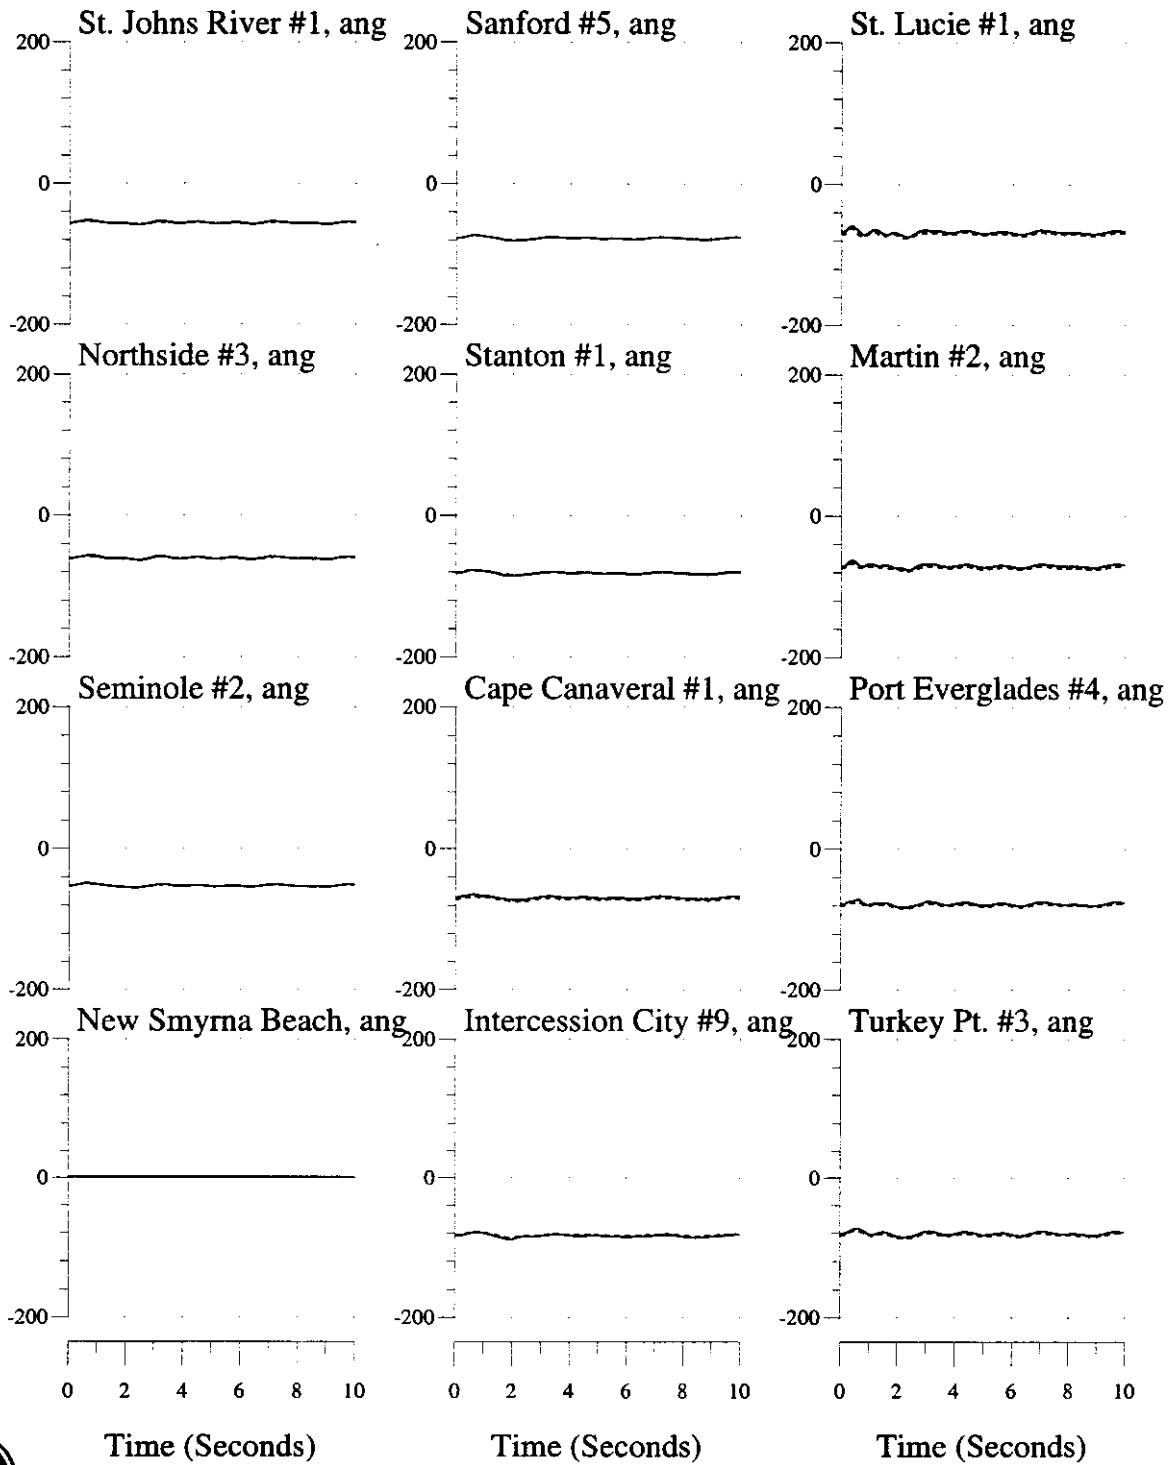 St. Johns River #1, ang
200
0
-200
Sanford #5, ang
200
0
-200
St. Lucie #1, ang
200
0
-200
Northside #3, ang
200
0
-200
Stanton #1, ang
200
0
-200
Martin #2, ang
200
0
-200
Seminole #2, ang
200
0
-200
Cape Canaveral #1, ang
200
0
-200
Port Everglades #4, ang
200
0
-200
New Smyrna Beach, ang
200
0
-200
0 2 4 6 8 10
Time (Seconds)
Intercession City #9, ang
200
0
-200
0 2 4 6 8 10
Time (Seconds)
Turkey Pt. #3, ang
200
0
-200
0 2 4 6 8 10
Time (Seconds)